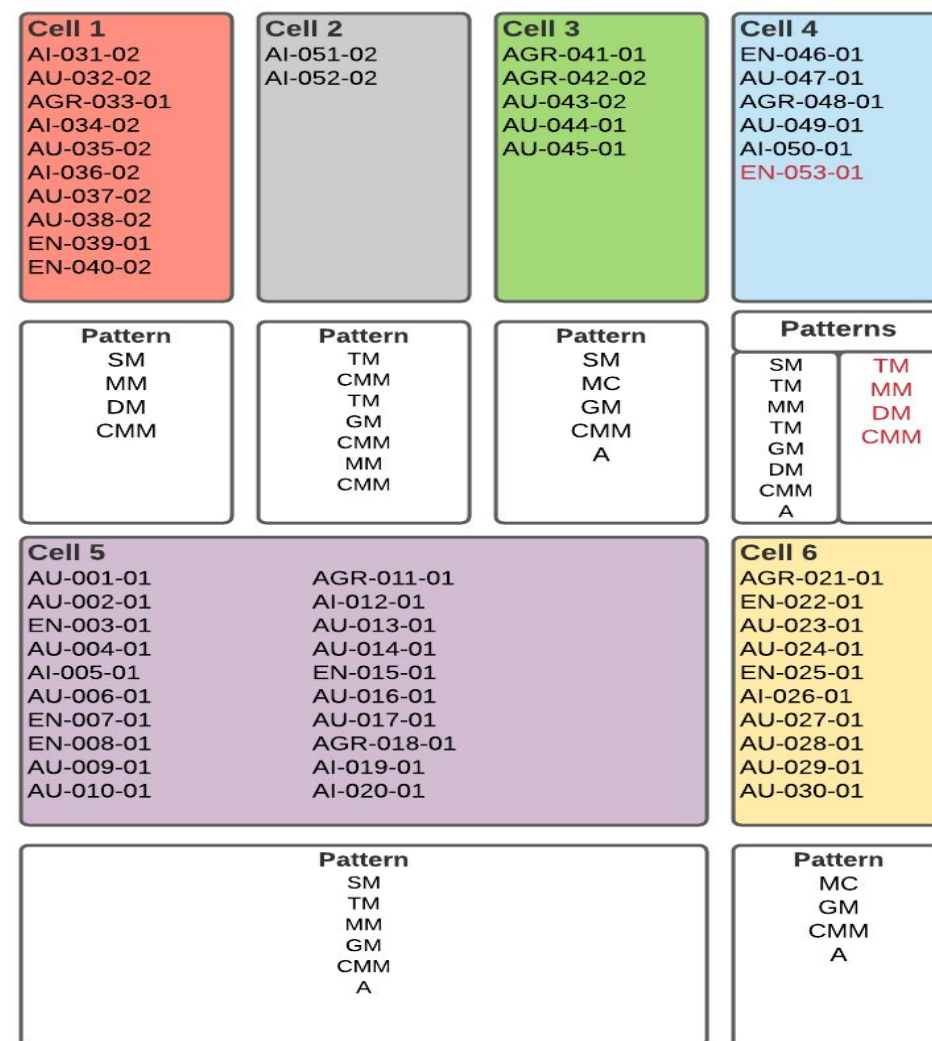 Cell 1
AI-031-02
AU-032-02
AGR-033-01
AI-034-02
AU-035-02
AI-036-02
AU-037-02
AU-038-02
EN-039-01
EN-040-02
Cell 2
AI-051-02
AI-052-02
Cell 3
AGR-041-01
AGR-042-02
AU-043-02
AU-044-01
AU-045-01
Cell 4
EN-046-01
AU-047-01
AGR-048-01
AU-049-01
AI-050-01
EN-053-01
Pattern
SM
MM
DM
CMM
Pattern
TM
CMM
TM
GM
CMM
MM
CMM
Pattern
SM
MC
GM
CMM
A
Patterns
SM
TM
MM
TM
GM
DM
CMM
A
TM
MM
DM
CMM
Cell 5
AU-001-01
AU-002-01
EN-003-01
AU-004-01
AI-005-01
AU-006-01
EN-007-01
EN-008-01
AU-009-01
AU-010-01
AGR-011-01
AI-012-01
AU-013-01
AU-014-01
EN-015-01
AU-016-01
AU-017-01
AGR-018-01
AI-019-01
AI-020-01
Cell 6
AGR-021-01
EN-022-01
AU-023-01
AU-024-01
EN-025-01
AI-026-01
AU-027-01
AU-028-01
AU-029-01
AU-030-01
Pattern
SM
TM
MM
GM
CMM
A
Pattern
MC
GM
CMM
A